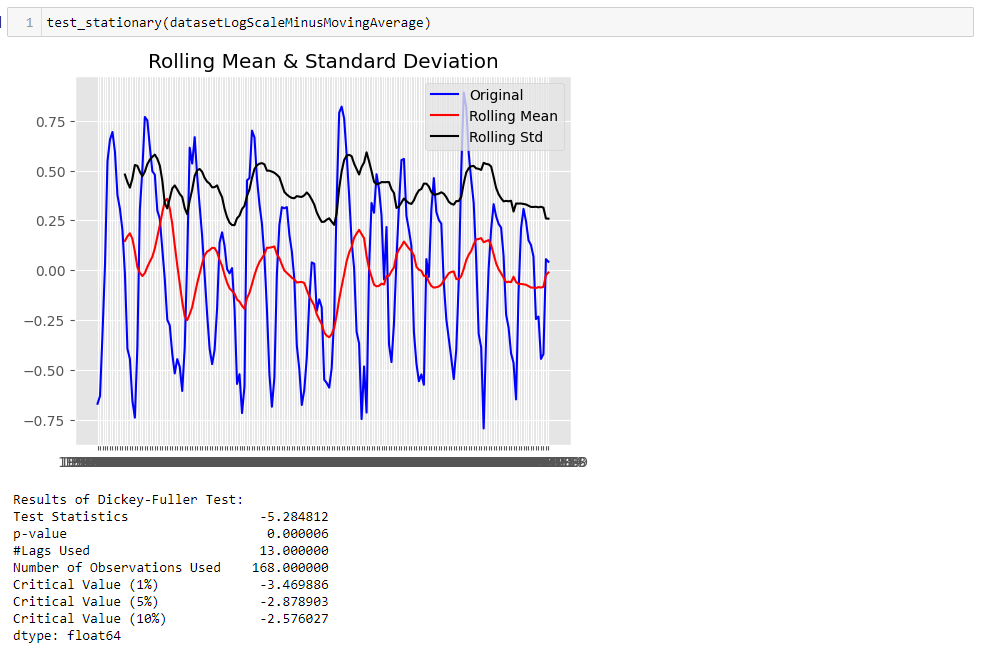 1 test_stationary(datasetLogScaleMinusMovingAverage)
Rolling Mean & Standard Deviation
Original
Rolling Mean
Rolling Std
0.75
0.50
0.25
0.00
−0.25
−0.50
−0.75
Results of Dickey-Fuller Test:
Test Statistics -5.284812
p-value 0.000006
#Lags Used 13.000000
Number of Observations Used 168.000000
Critical Value (1%) -3.469886
Critical Value (5%) -2.878903
Critical Value (10%) -2.576027
dtype: float64